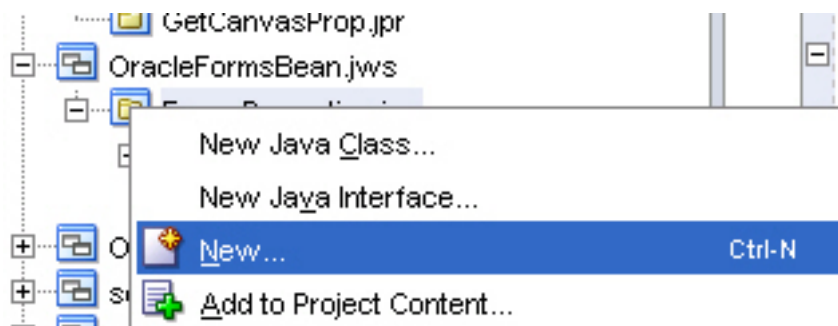 GetCanvasProp.jpr
OracleFormsBean.jws
New Java Class...
New Java Interface...
New... Ctrl-N
Add to Project Content...